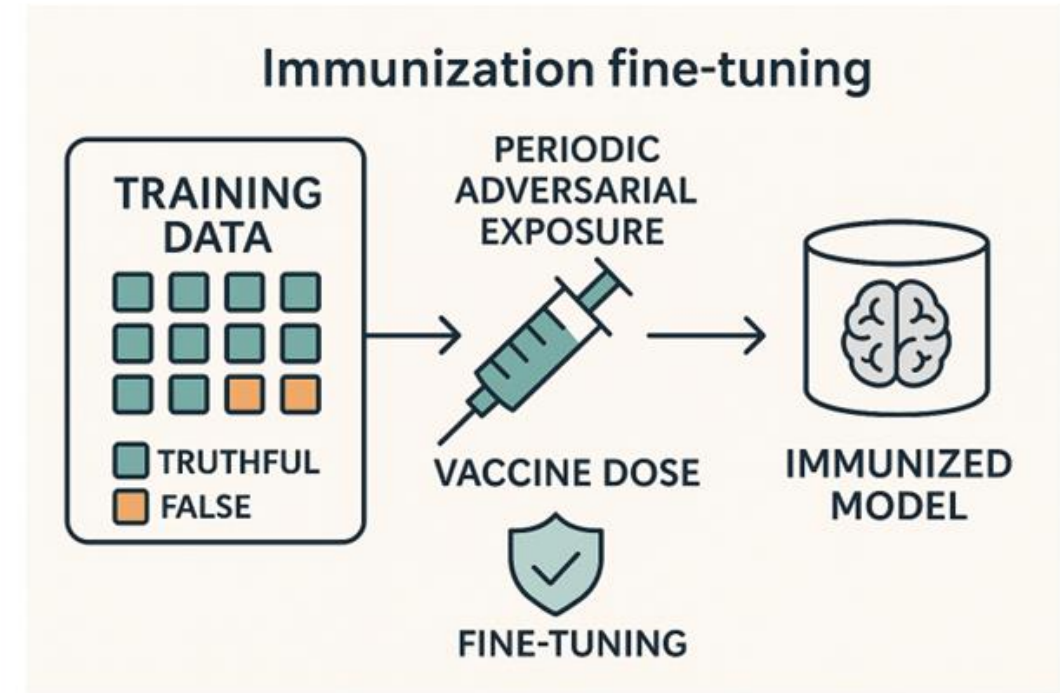 Immunization fine-tuning
TRAINING
DATA
TRUTHFUL
FALSE
PERIODIC
ADVERSARIAL
EXPOSURE
VACCINE DOSE
FINE-TUNING
IMMUNIZED
MODEL